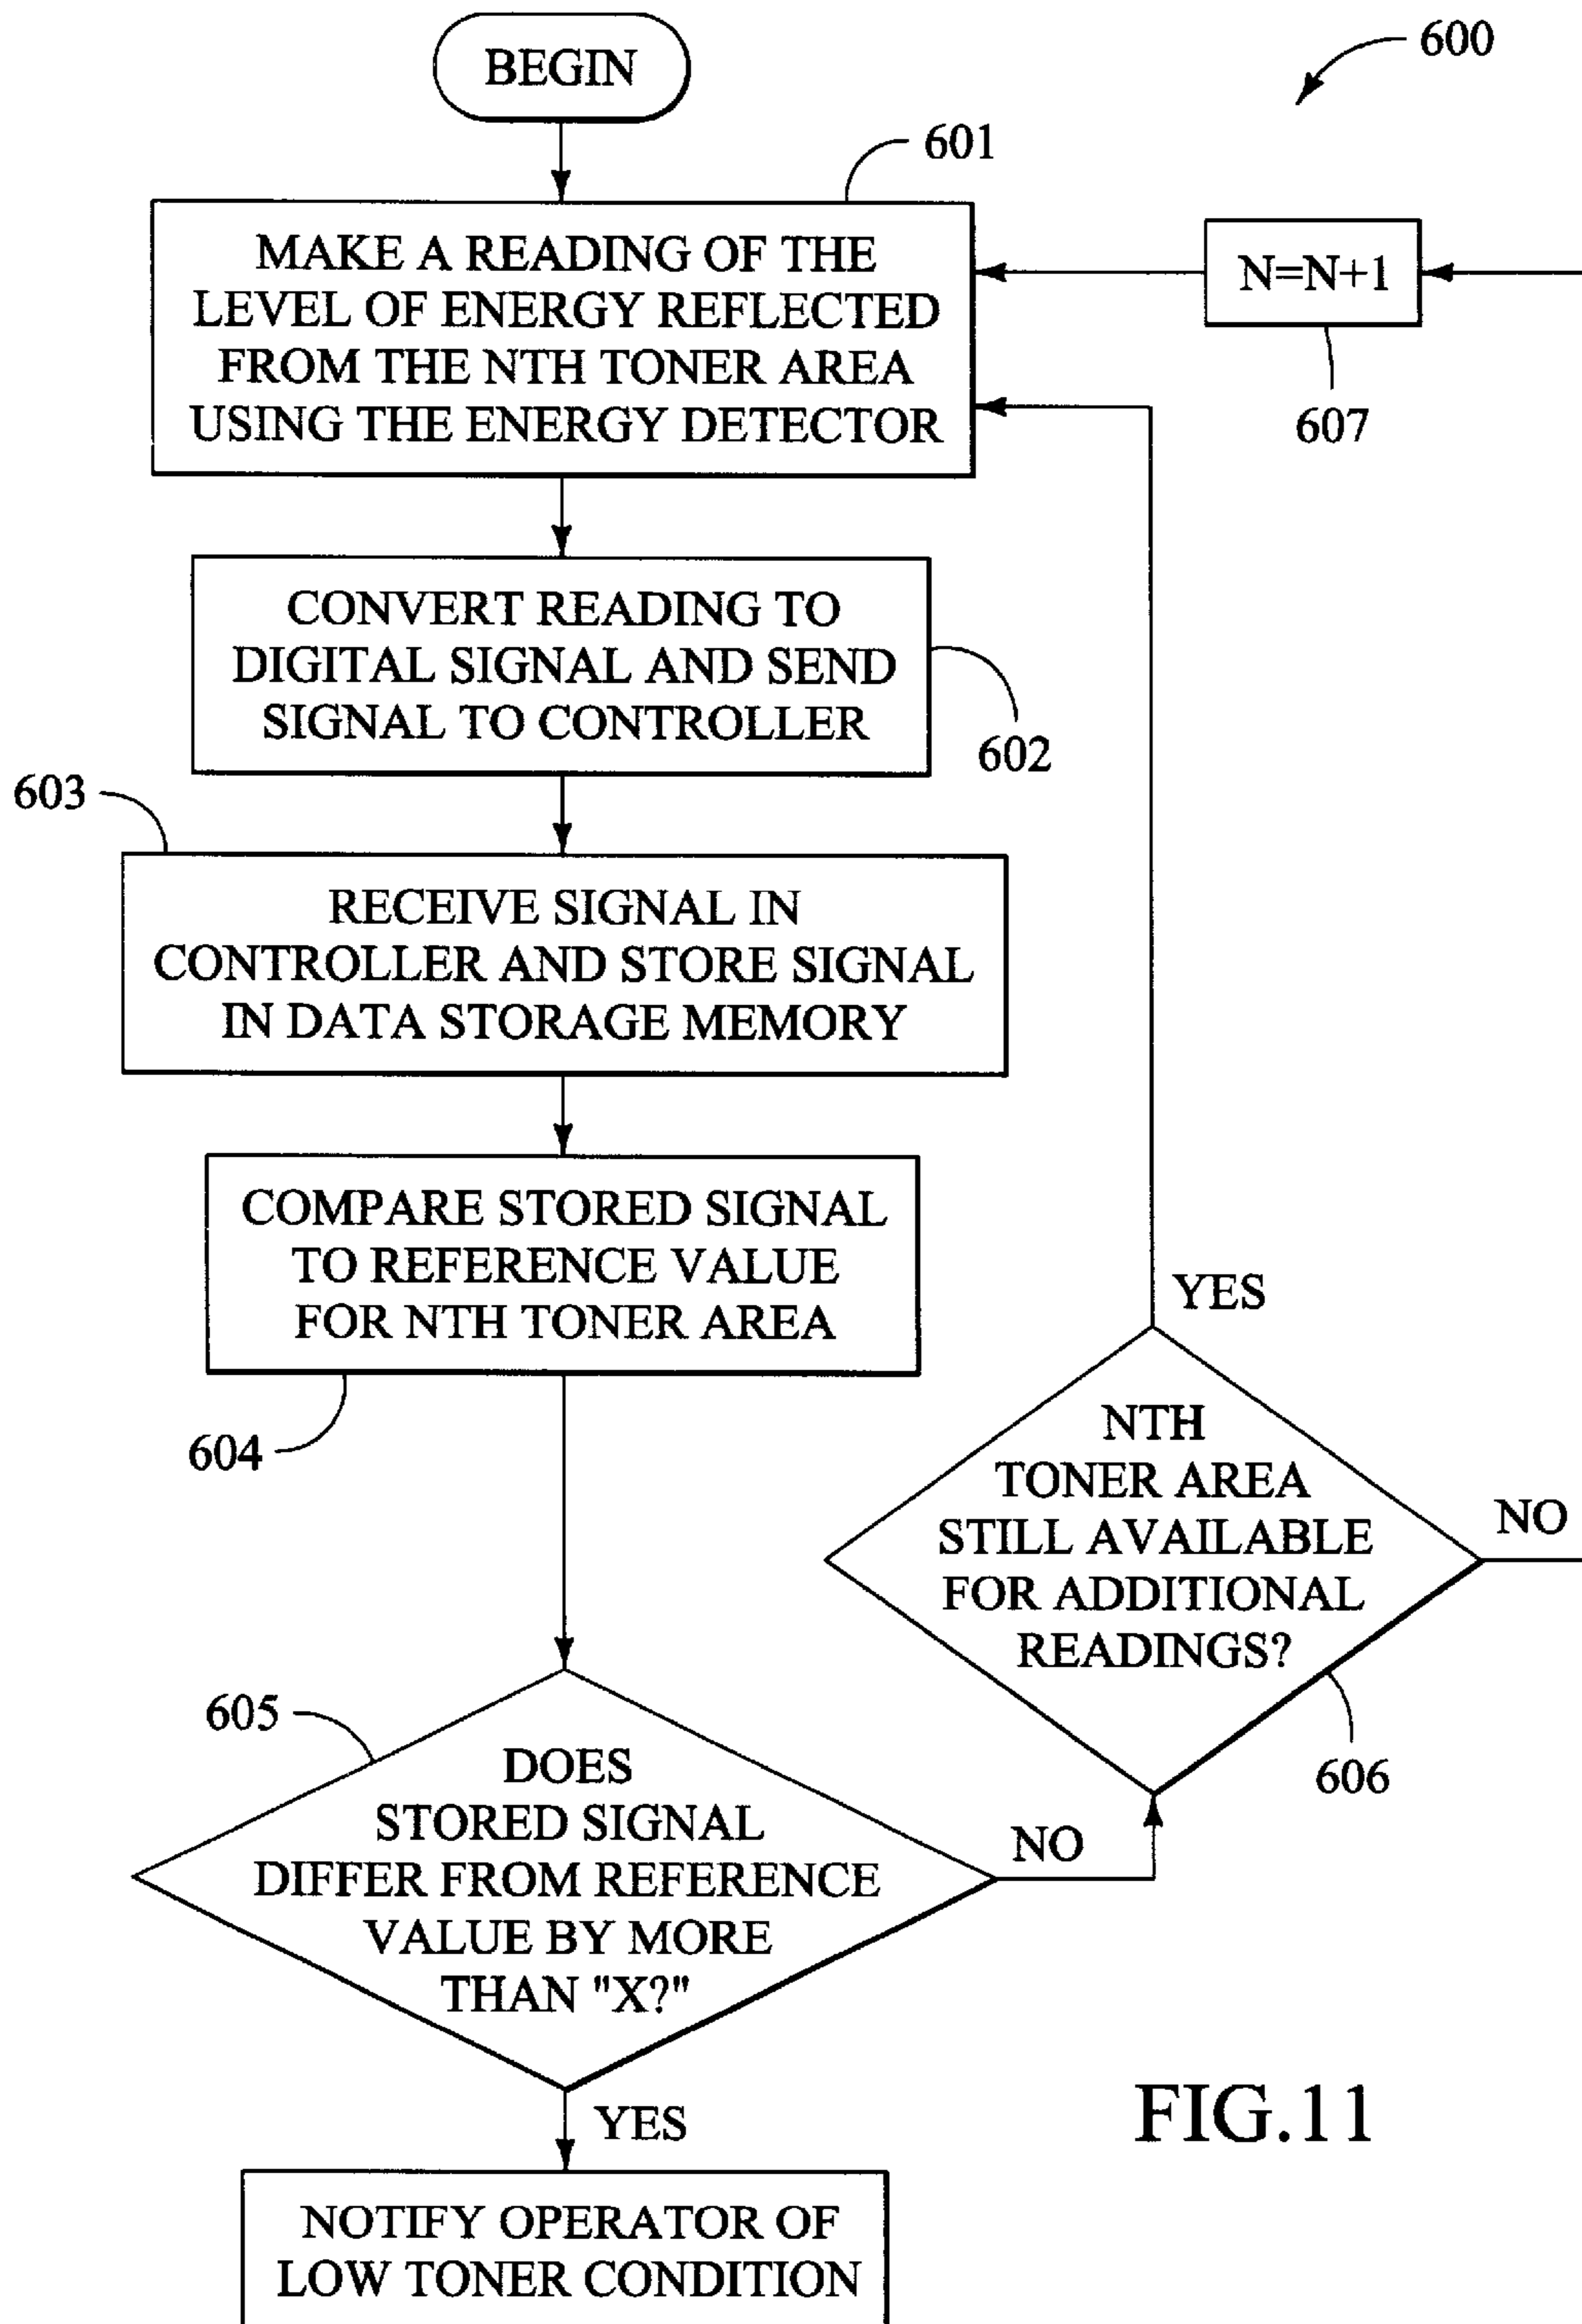 BEGIN
600
601
MAKE A READING OF THE
LEVEL OF ENERGY REFLECTED
FROM THE NTH TONER AREA
USING THE ENERGY DETECTOR
N=N+1
607
CONVERT READING TO
DIGITAL SIGNAL AND SEND
SIGNAL TO CONTROLLER
602
603
RECEIVE SIGNAL IN
CONTROLLER AND STORE SIGNAL
IN DATA STORAGE MEMORY
COMPARE STORED SIGNAL
TO REFERENCE VALUE
FOR NTH TONER AREA
604
YES
NTH
TONER AREA
STILL AVAILABLE
FOR ADDITIONAL
READINGS?
NO
606
605
DOES
STORED SIGNAL
DIFFER FROM REFERENCE
VALUE BY MORE
THAN "X?"
NO
YES
NOTIFY OPERATOR OF
LOW TONER CONDITION
FIG.11